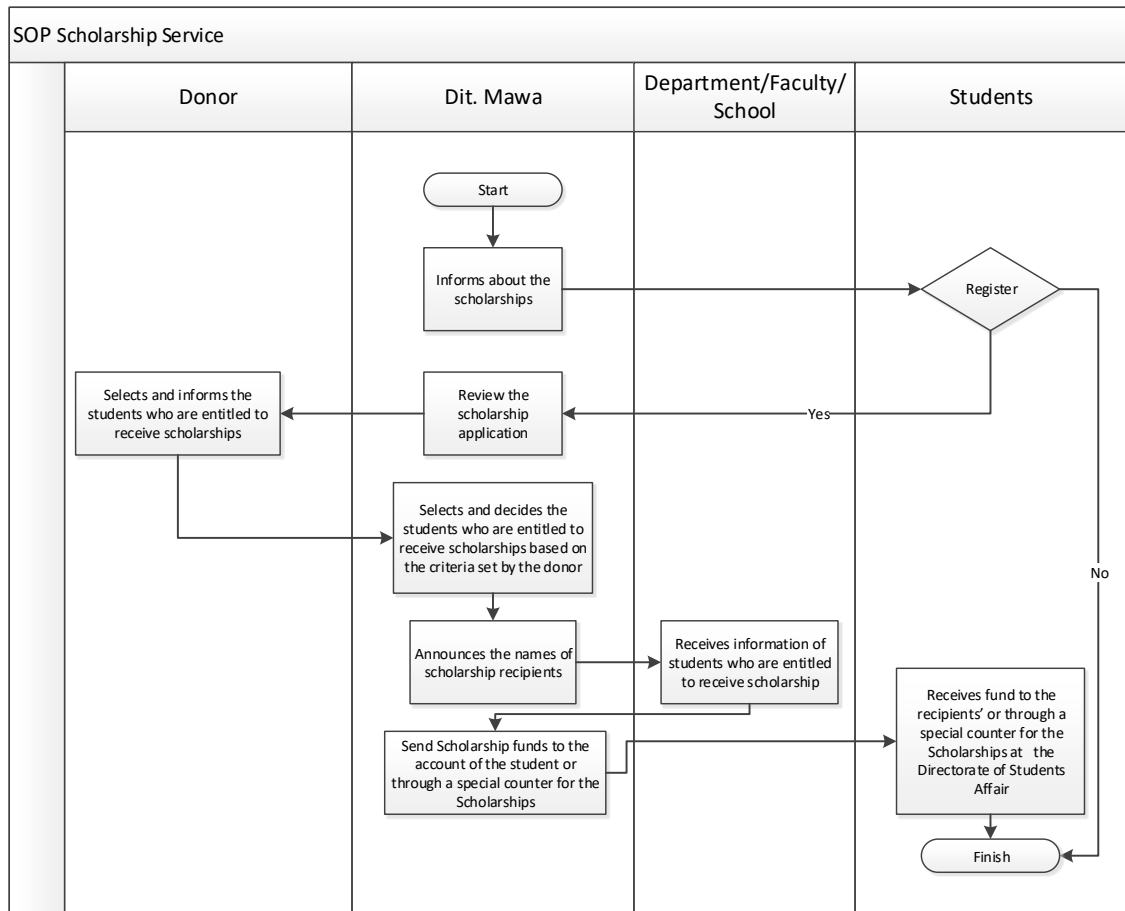 SOP Scholarship Service
Donor
Dit. Mawa
Department/Faculty/
School
Students
Start
Informs about the
scholarships
Register
Selects and informs the
students who are entitled to
receive scholarships
Review the
scholarship
application
Yes
Selects and decides the
students who are entitled to
receive scholarships based on
the criteria set by the donor
No
Announces the names of
scholarship recipients
Receives information of
students who are entitled
to receive scholarship
Send Scholarship funds to the
account of the student or
through a special counter for the
Scholarships
Receives fund to the
recipients’ or through a
special counter for the
Scholarships at the
Directorate of Students
Affair
Finish